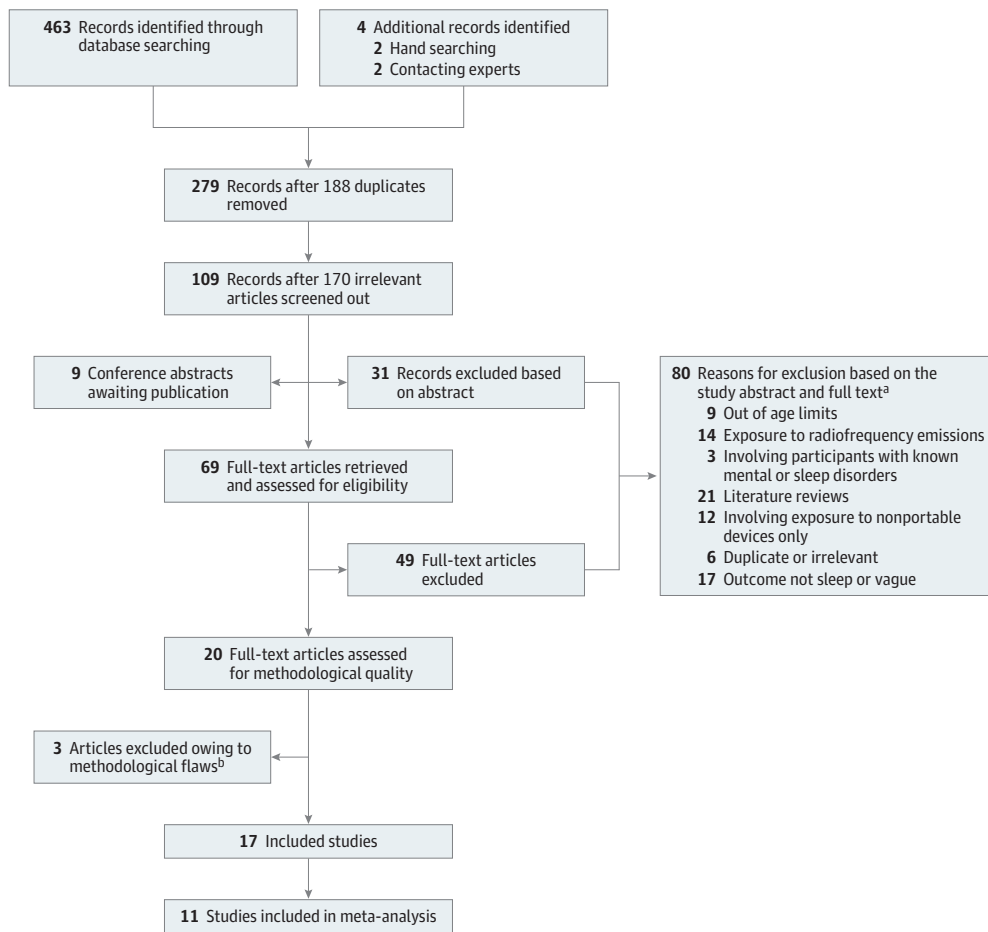 463 Records identified through
database searching
4 Additional records identified
2 Hand searching
2 Contacting experts
279 Records after 188 duplicates
removed
109 Records after 170 irrelevant
articles screened out
9 Conference abstracts
awaiting publication
31 Records excluded based
on abstract
80 Reasons for exclusion based on the
study abstract and full text^a
9 Out of age limits
14 Exposure to radiofrequency emissions
3 Involving participants with known
mental or sleep disorders
21 Literature reviews
12 Involving exposure to nonportable
devices only
6 Duplicate or irrelevant
17 Outcome not sleep or vague
69 Full-text articles retrieved
and assessed for eligibility
49 Full-text articles
excluded
20 Full-text articles assessed
for methodological quality
3 Articles excluded owing to
methodological flaws^b
17 Included studies
11 Studies included in meta-analysis